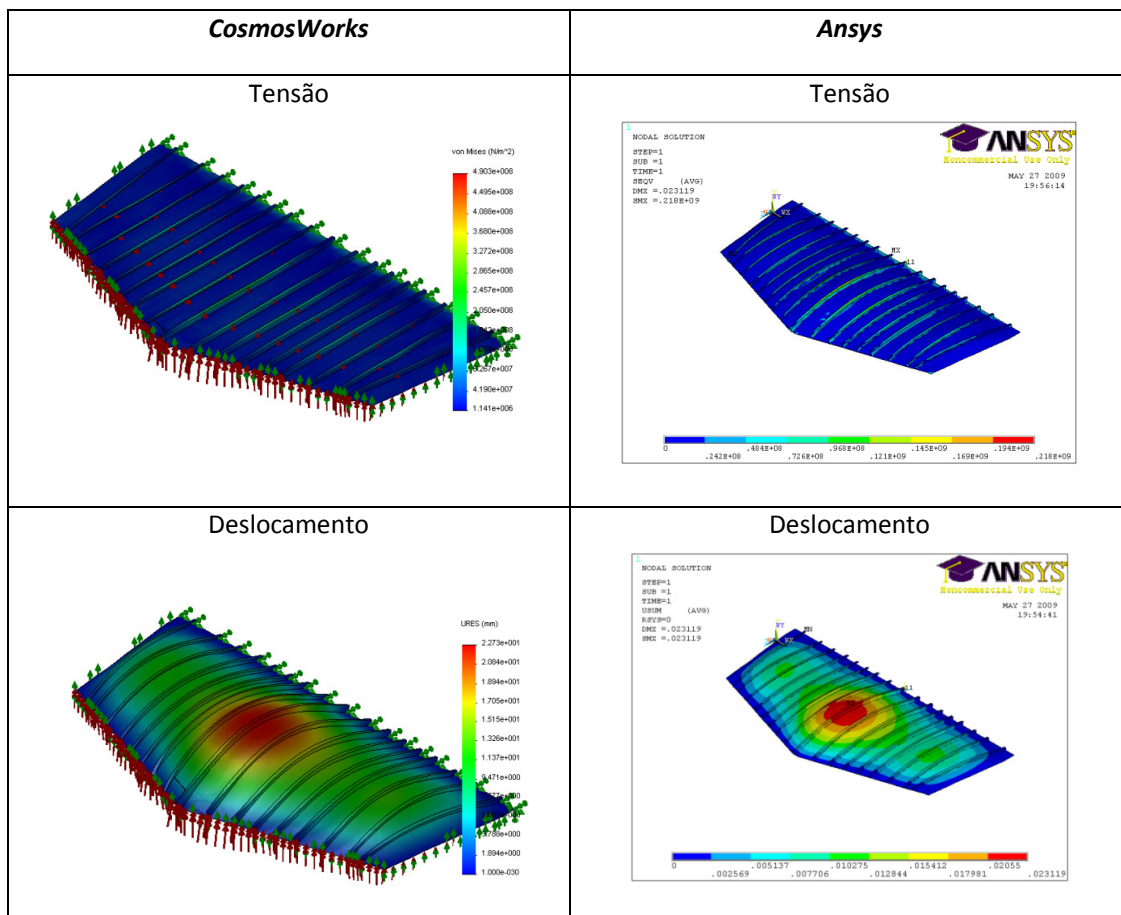 CosmosWorks
Ansys
Tensão
von Mises (N/m^2)
4.903e+008
4.495e+008
4.088e+008
3.680e+008
3.272e+008
2.865e+008
2.457e+008
2.050e+008
4.190e+007
1.141e+006
Tensão
1
NODAL SOLUTION
STEP=1
SUB =1
TIME=1
SEQV (AVG)
DMX =.023119
SMX =.218E+09
ANSYS
Noncommercial Use Only
MAY 27 2009
19:56:14
WY
WX
MX
0 .484E+08 .968E+08 .145E+09 .194E+09
.242E+08 .726E+08 .121E+09 .169E+09 .218E+09
Deslocamento
URES (mm)
2.273e+001
2.084e+001
1.894e+001
1.705e+001
1.515e+001
1.326e+001
1.137e+001
9.471e+000
1.894e+000
1.000e-030
Deslocamento
1
NODAL SOLUTION
STEP=1
SUB =1
TIME=1
USUM (AVG)
RSYS=0
DMX =.023119
SMX =.023119
ANSYS
Noncommercial Use Only
MAY 27 2009
19:54:41
WY
MN
WX
0 .005137 .010275 .015412 .02055
.002569 .007706 .012844 .017981 .023119